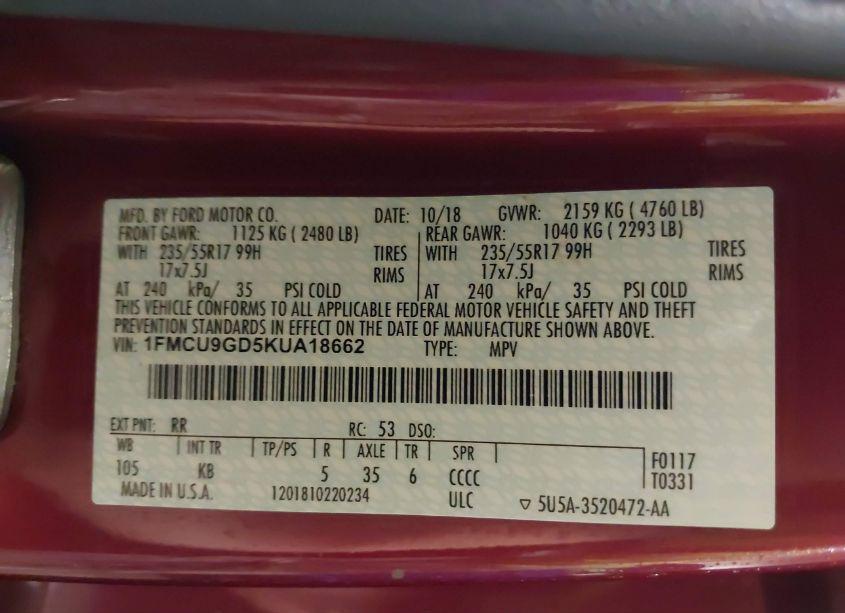 MFD. BY FORD MOTOR CO. DATE: 10/18 GVWR: 2159 KG ( 4760 LB)
FRONT GAWR: 1125 KG ( 2480 LB) REAR GAWR: 1040 KG ( 2293 LB)
WITH 235/55R17 99H TIRES WITH 235/55R17 99H TIRES
17x7.5J RIMS 17x7.5J RIMS
AT 240 kPa/ 35 PSI COLD AT 240 kPa/ 35 PSI COLD
THIS VEHICLE CONFORMS TO ALL APPLICABLE FEDERAL MOTOR VEHICLE SAFETY AND THEFT
PREVENTION STANDARDS IN EFFECT ON THE DATE OF MANUFACTURE SHOWN ABOVE.
VIN: 1FMCU9GD5KUA18662 TYPE: MPV
EXT PNT: RR RC: 53 DSO:
WB INT TR TP/PS R AXLE TR SPR F0117
105 KB 5 35 6 CCCC T0331
MADE IN U.S.A. 1201810220234 ULC ▽ 5U5A-3520472-AA